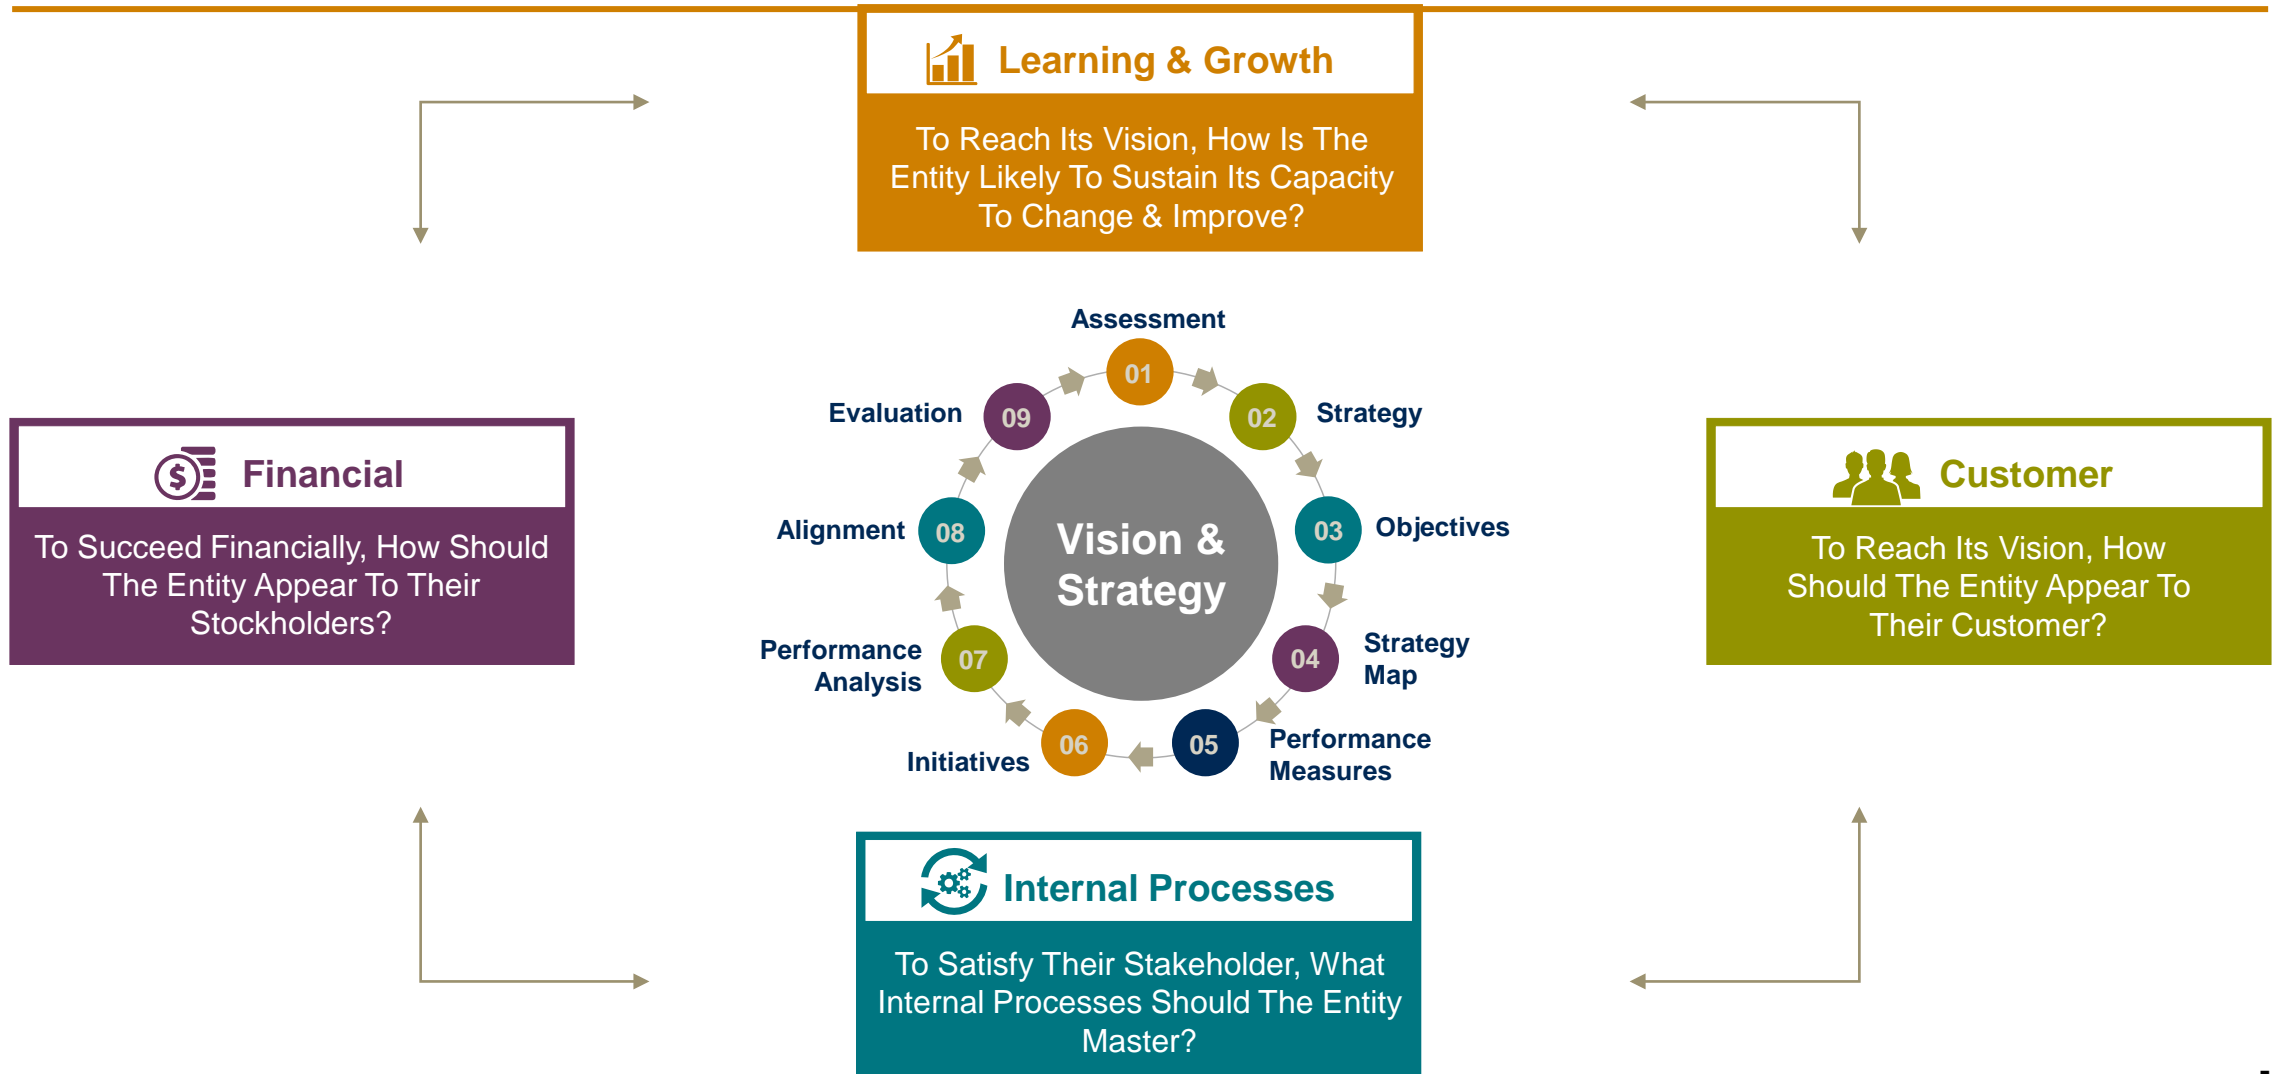 Learning & Growth
To Reach Its Vision, How Is The
Entity Likely To Sustain Its Capacity
To Change & Improve?
Financial
To Succeed Financially, How Should
The Entity Appear To Their
Stockholders?
Assessment
01
Strategy
02
Objectives
03
Strategy
Map
04
Performance
Measures
05
Initiatives
06
Performance
Analysis
07
Alignment
08
Evaluation
09
Vision &
Strategy
Customer
To Reach Its Vision, How
Should The Entity Appear To
Their Customer?
Internal Processes
To Satisfy Their Stakeholder, What
Internal Processes Should The Entity
Master?